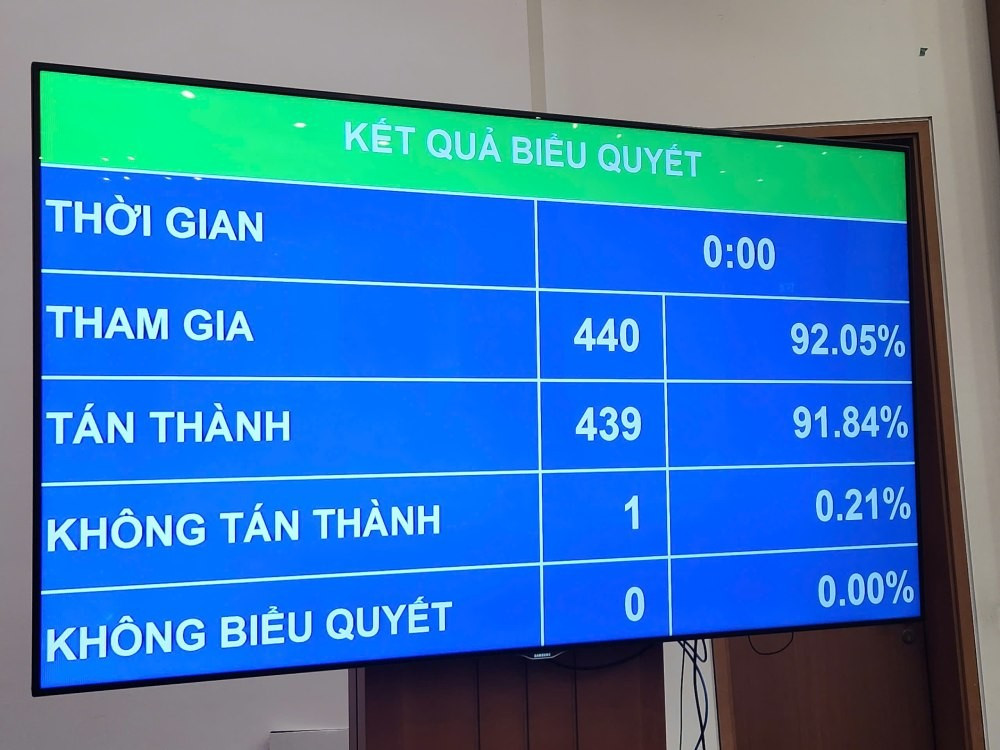 KẾT QUẢ BIỂU QUYẾT
THỜI GIAN 0:00
THAM GIA 440 92.05%
TÁN THÀNH 439 91.84%
KHÔNG TÁN THÀNH 1 0.21%
KHÔNG BIỂU QUYẾT 0 0.00%
SAMSUNG